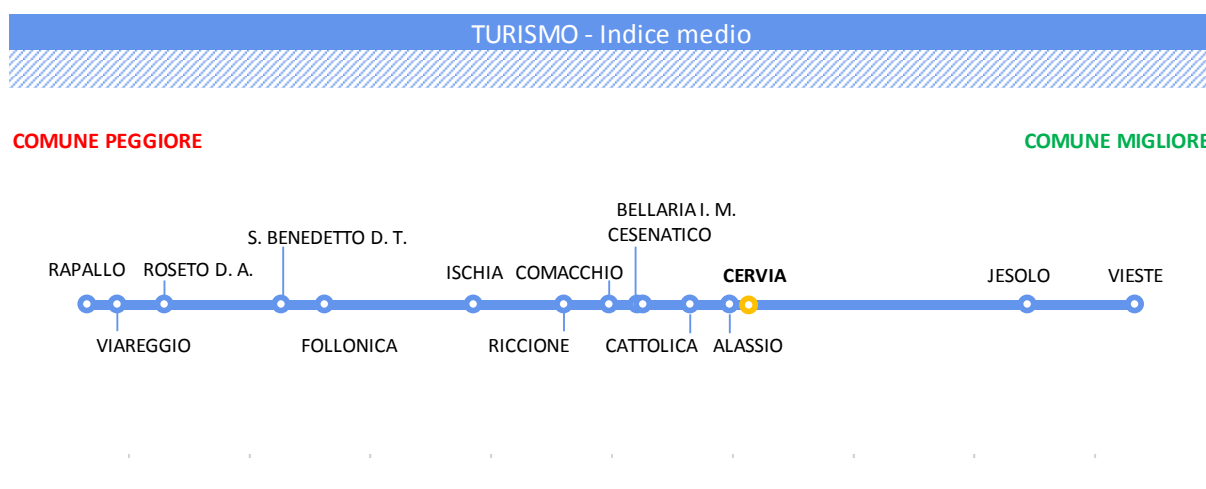 TURISMO - Indice medio
COMUNE PEGGIORE
COMUNE MIGLIORE
BELLARIA I. M.
S. BENEDETTO D. T.
CESENATICO
RAPALLO
ROSETO D. A.
ISCHIA
COMACCHIO
CERVIA
JESOLO
VIESTE
VIAREGGIO
FOLLONICA
RICCIONE
CATTOLICA
ALASSIO